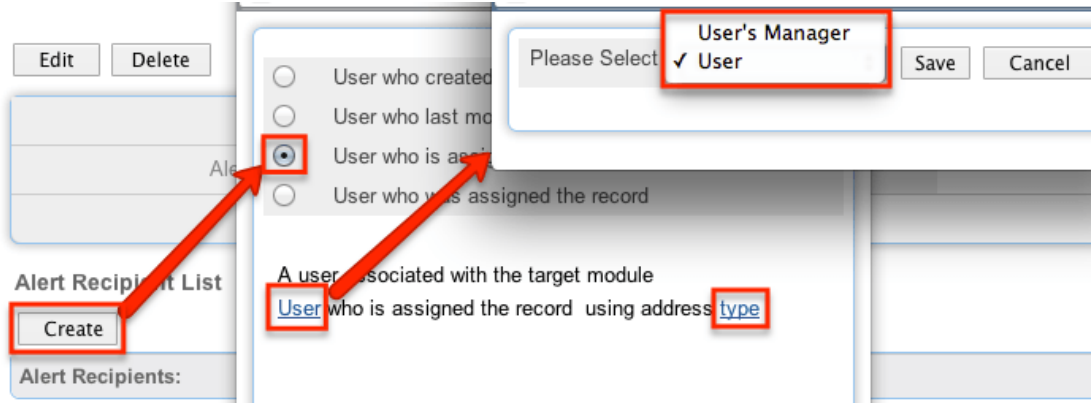 Edit
Delete
Ale
Alert Recipient List
Create
Alert Recipients:
User who created
User who last mo
User who is assig
User who was assigned the record
A user associated with the target module
User who is assigned the record using address type
Please Select
User's Manager
✓ User
Save
Cancel